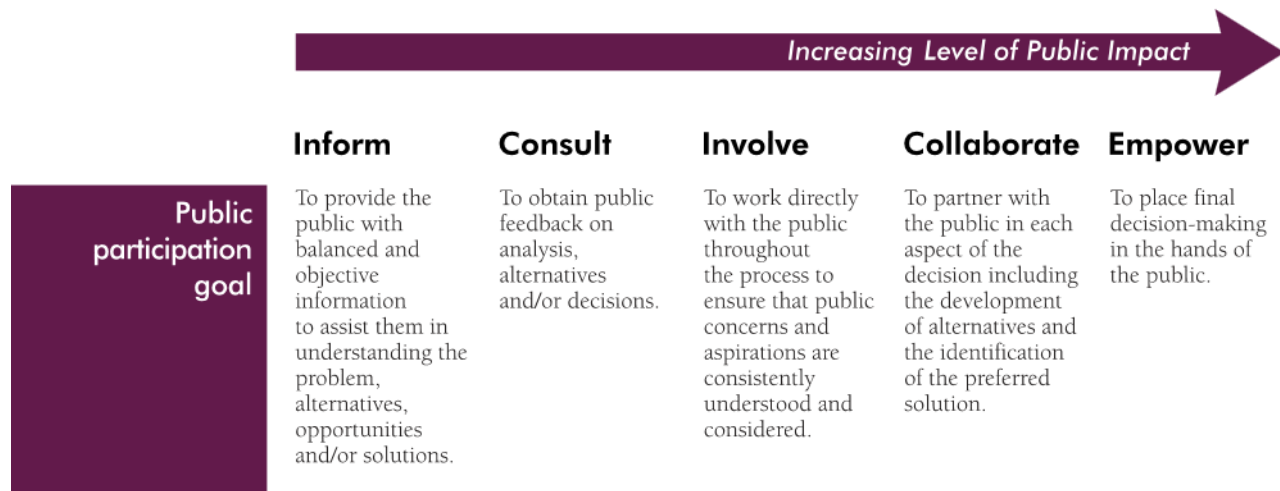 Increasing Level of Public Impact
Inform
Consult
Involve
Collaborate
Empower
Public
participation
goal
To provide the
public with
balanced and
objective
information
to assist them in
understanding the
problem,
alternatives,
opportunities
and/or solutions.
To obtain public
feedback on
analysis,
alternatives
and/or decisions.
To work directly
with the public
throughout
the process to
ensure that public
concerns and
aspirations are
consistently
understood and
considered.
To partner with
the public in each
aspect of the
decision including
the development
of alternatives and
the identification
of the preferred
solution.
To place final
decision-making
in the hands of
the public.